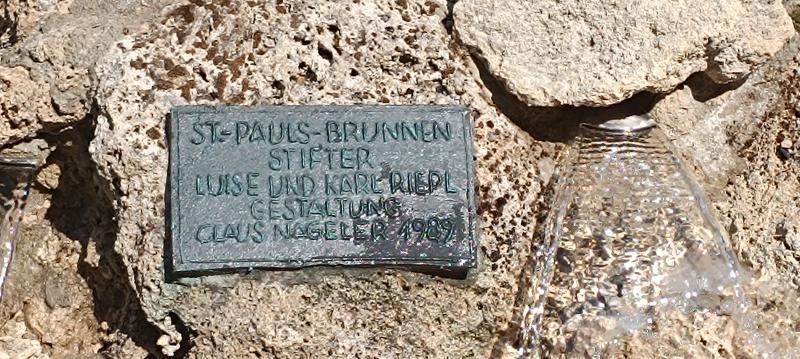 ST-PAULS-BRUNNEN
STIFTER
LUISE UND KARL RIEPL
GESTALTUNG
CLAUS NAGELER 1989